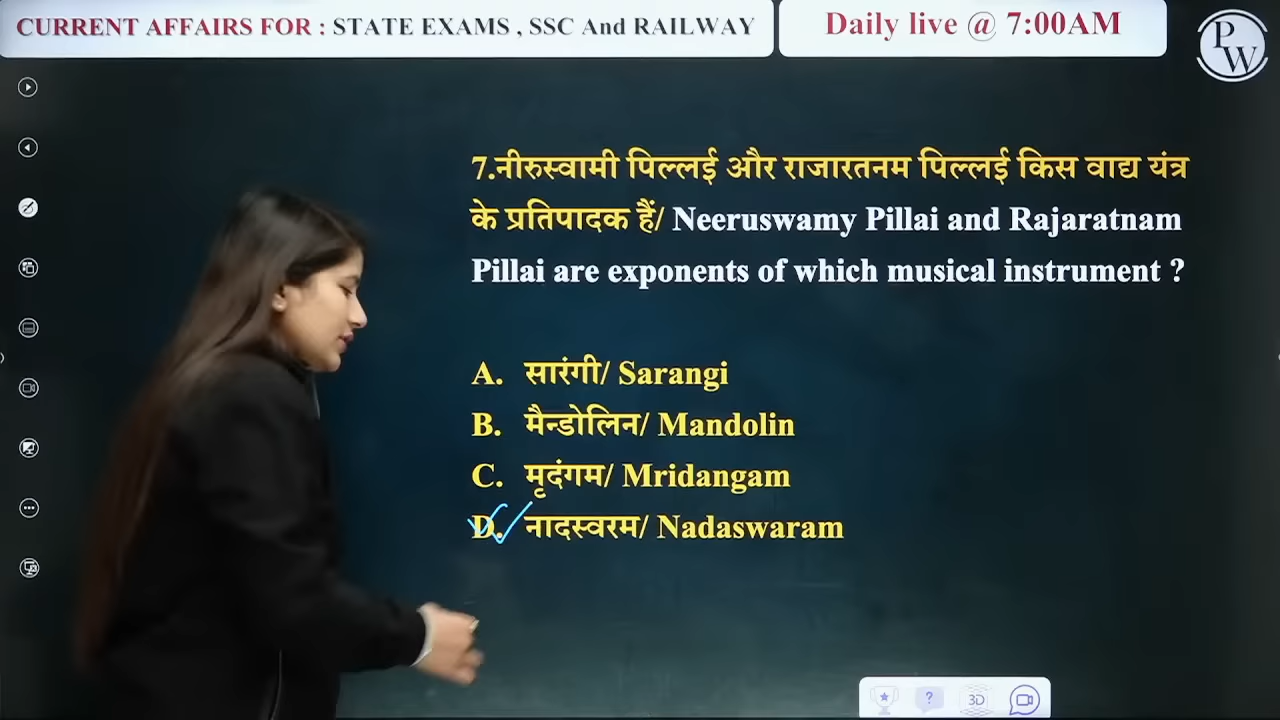 CURRENT AFFAIRS FOR : STATE EXAMS , SSC And RAILWAY
Daily live @ 7:00AM
PW
7.नीरुस्वामी पिल्लई और राजारतनम पिल्लई किस वाद्य यंत्र
के प्रतिपादक हैं/ Neeruswamy Pillai and Rajaratnam
Pillai are exponents of which musical instrument ?
A. सारंगी/ Sarangi
B. मैन्डोलिन/ Mandolin
C. मृदंगम/ Mridangam
D. नादस्वरम/ Nadaswaram
? 3D